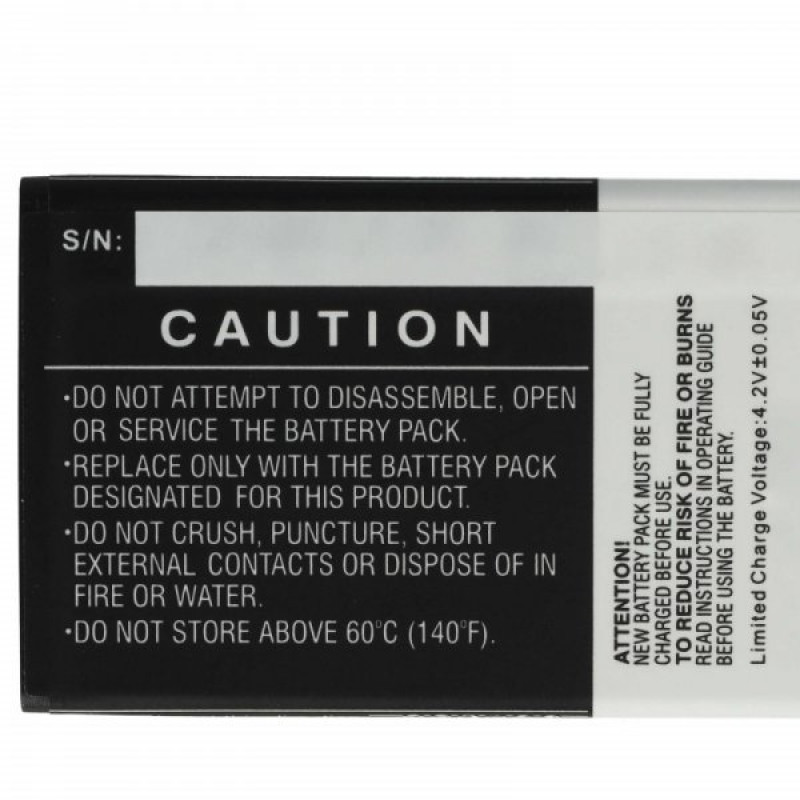 S/N:
CAUTION
·DO NOT ATTEMPT TO DISASSEMBLE, OPEN
OR SERVICE THE BATTERY PACK.
·REPLACE ONLY WITH THE BATTERY PACK
DESIGNATED FOR THIS PRODUCT.
·DO NOT CRUSH, PUNCTURE, SHORT
EXTERNAL CONTACTS OR DISPOSE OF IN
FIRE OR WATER.
·DO NOT STORE ABOVE 60°C (140°F).
ATTENTION!
NEW BATTERY PACK MUST BE FULLY
CHARGED BEFORE USE.
TO REDUCE RISK OF FIRE OR BURNS
READ INSTRUCTIONS IN OPERATING GUIDE
BEFORE USING THE BATTERY.
Limited Charge Voltage:4.2V±0.05V